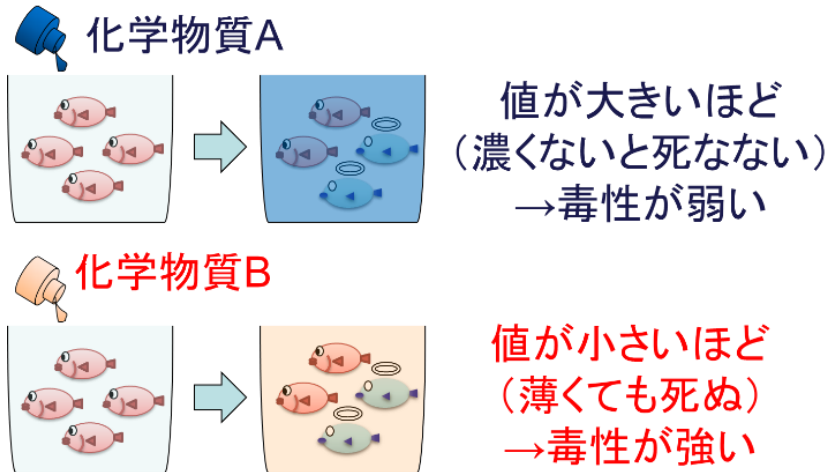 化学物質A
値が大きいほど
（濃くないと死なない）
→毒性が弱い
化学物質B
値が小さいほど
（薄くても死ぬ）
→毒性が強い